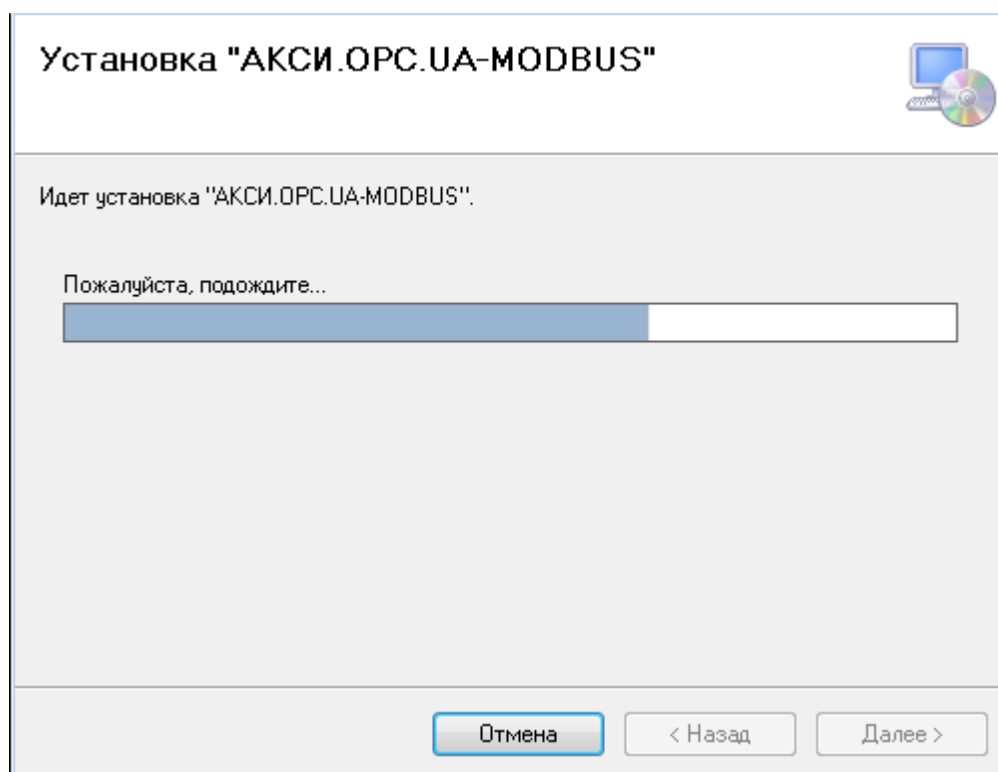 Установка "АКСИ.OPC.UA-MODBUS"
Идет установка "АКСИ.OPC.UA-MODBUS".
Пожалуйста, подождите...
Отмена
< Назад
Далее >